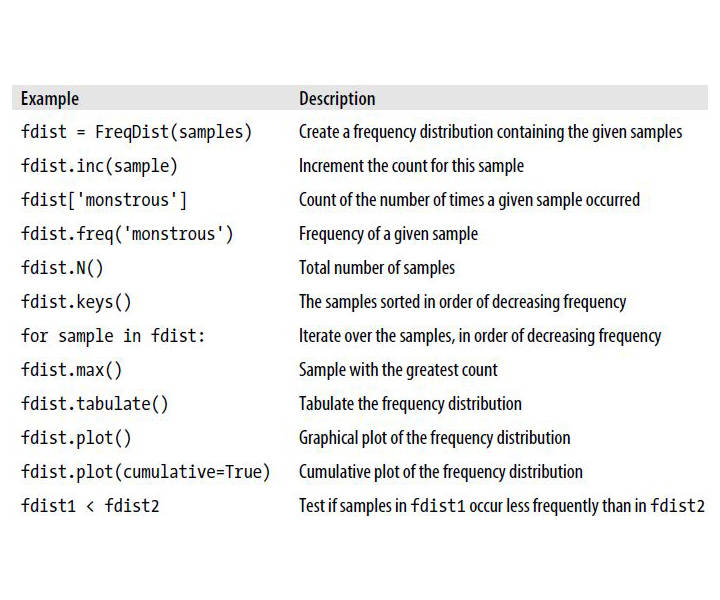 Example Description
fdist = FreqDist(samples) Create a frequency distribution containing the given samples
fdist.inc(sample) Increment the count for this sample
fdist['monstrous'] Count of the number of times a given sample occurred
fdist.freq('monstrous') Frequency of a given sample
fdist.N() Total number of samples
fdist.keys() The samples sorted in order of decreasing frequency
for sample in fdist: Iterate over the samples, in order of decreasing frequency
fdist.max() Sample with the greatest count
fdist.tabulate() Tabulate the frequency distribution
fdist.plot() Graphical plot of the frequency distribution
fdist.plot(cumulative=True) Cumulative plot of the frequency distribution
fdist1 < fdist2 Test if samples in fdist1 occur less frequently than in fdist2